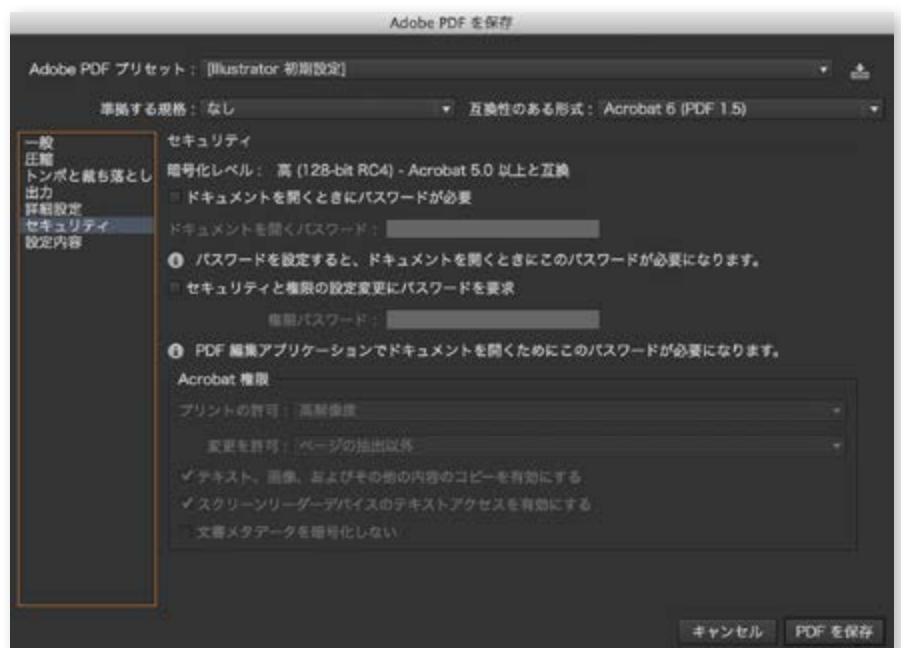 Adobe PDF を保存
Adobe PDF プリセット： [Illustrator 初期設定]
準拠する規格： なし 互換性のある形式： Acrobat 6 (PDF 1.5)
一般
圧縮
トンボと裁ち落とし
出力
詳細設定
セキュリティ
設定内容
セキュリティ
暗号化レベル： 高 (128-bit RC4) - Acrobat 5.0 以上と互換
ドキュメントを開くときにパスワードが必要
ドキュメントを開くパスワード：
パスワードを設定すると、ドキュメントを開くときにこのパスワードが必要になります。
セキュリティと権限の設定変更にパスワードを要求
権限パスワード：
PDF 編集アプリケーションでドキュメントを開くためにこのパスワードが必要になります。
Acrobat 権限
プリントの許可： 高解像度
変更を許可： ページの抽出以外
テキスト、画像、およびその他の内容のコピーを有効にする
スクリーンリーダーデバイスのテキストアクセスを有効にする
文書メタデータを暗号化しない
キャンセル PDF を保存